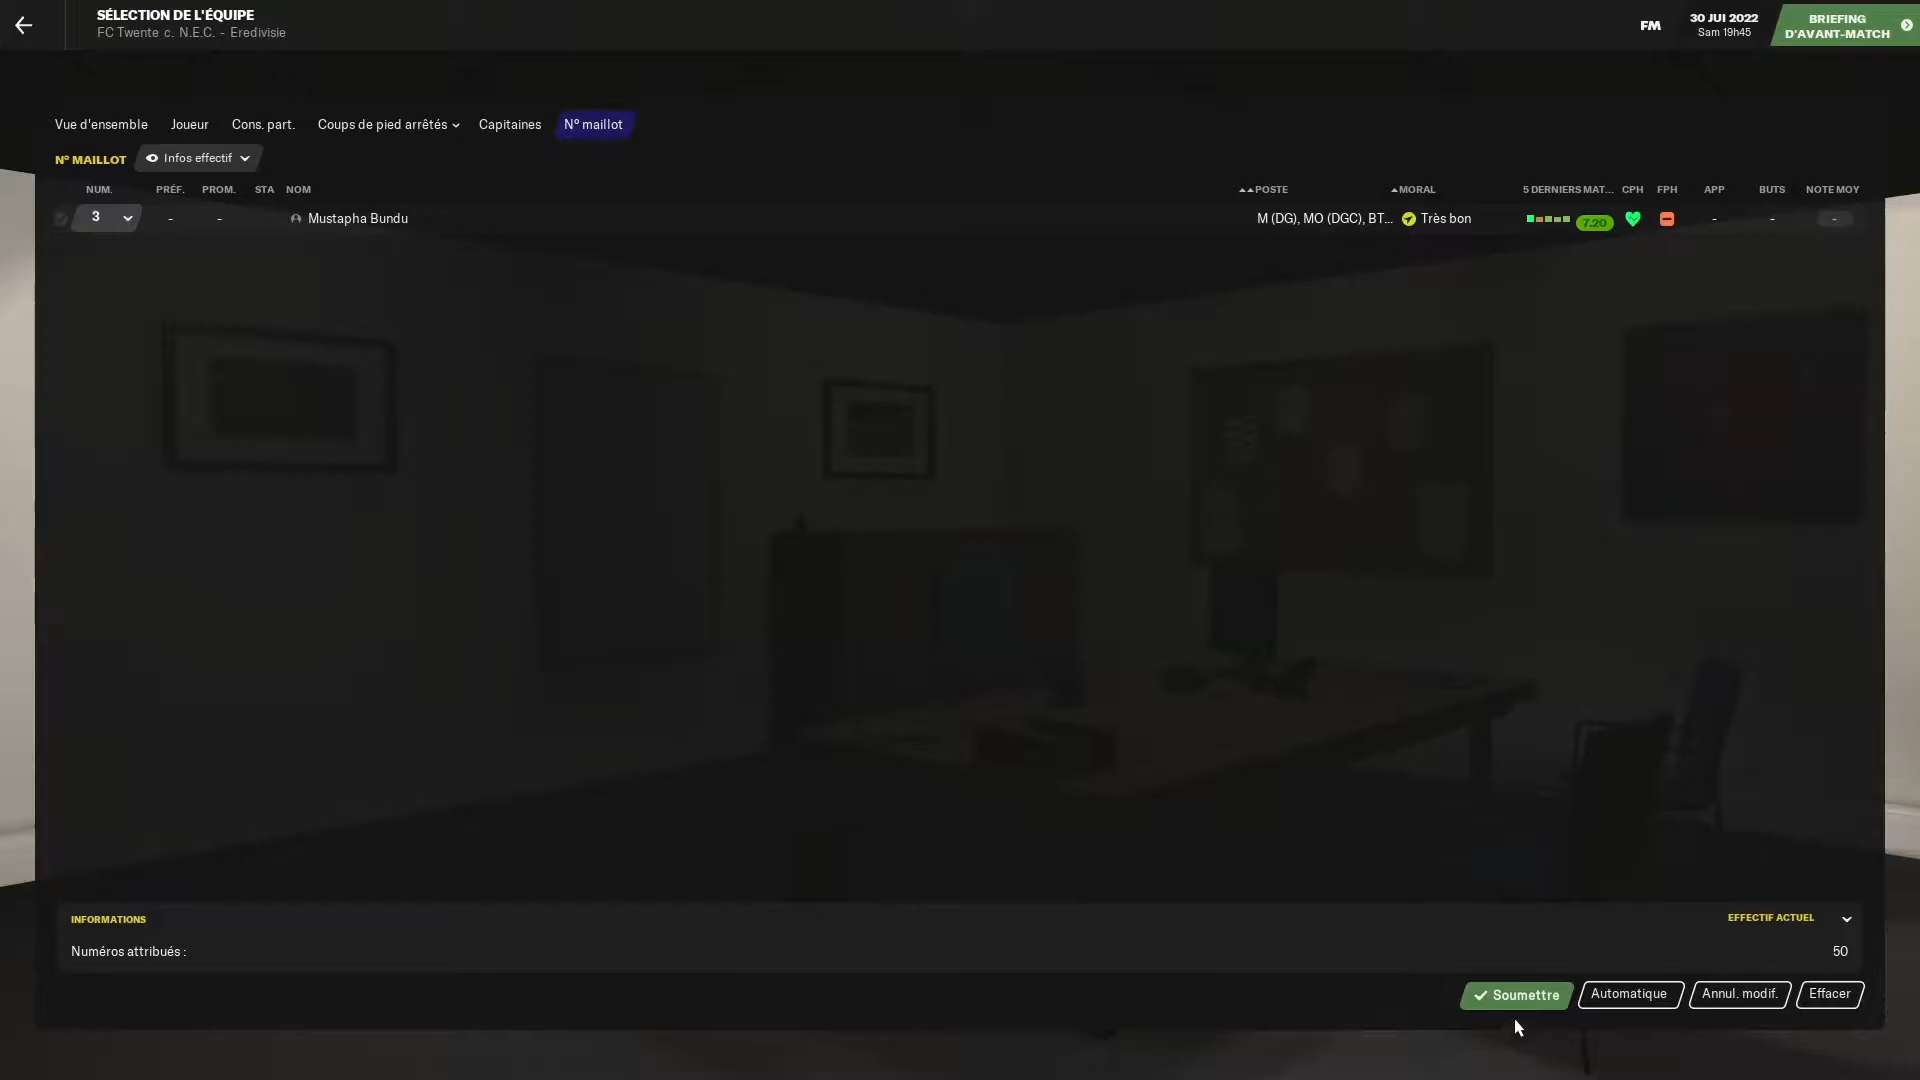 SÉLECTION DE L'ÉQUIPE
FC Twente c. N.E.C. - Eredivisie
FM
30 JUI 2022
Sam 19h45
BRIEFING
D'AVANT-MATCH
Vue d'ensemble Joueur Cons. part. Coups de pied arrêtés Capitaines N° maillot
N° MAILLOT Infos effectif
NUM. PRÉF. PROM. STA NOM POSTE MORAL 5 DERNIERS MAT... CPH FPH APP BUTS NOTE MOY
3 - - Mustapha Bundu M (DG), MO (DGC), BT... Très bon 7.20 - - -
INFORMATIONS EFFECTIF ACTUEL
Numéros attribués : 50
Soumettre Automatique Annul. modif. Effacer